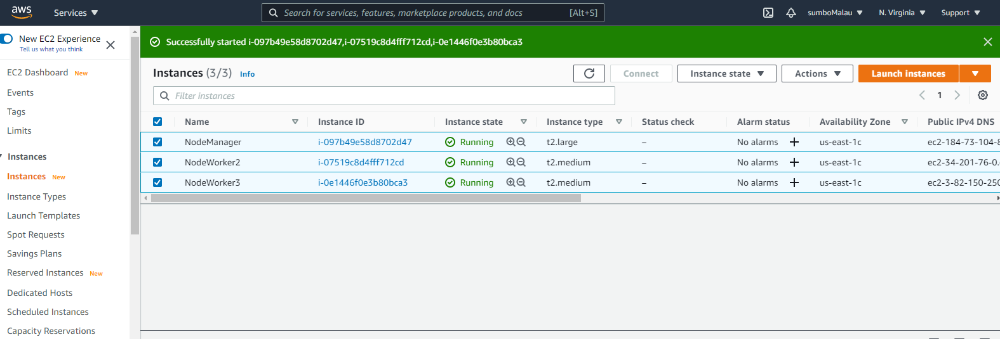 aws Services Search for services, features, marketplace products, and docs [Alt+S] sumboMalau N. Virginia Support
New EC2 Experience
Tell us what you think
EC2 Dashboard New
Events
Tags
Limits
Instances
Instances New
Instance Types
Launch Templates
Spot Requests
Savings Plans
Reserved Instances New
Dedicated Hosts
Scheduled Instances
Capacity Reservations
Successfully started i-097b49e58d8702d47,i-07519c8d4fff712cd,i-0e1446f0e3b80bca3
Instances (3/3) Info Connect Instance state Actions Launch instances
Filter instances 1
Name Instance ID Instance state Instance type Status check Alarm status Availability Zone Public IPv4 DNS
NodeManager i-097b49e58d8702d47 Running t2.large – No alarms + us-east-1c ec2-184-73-104-8
NodeWorker2 i-07519c8d4fff712cd Running t2.medium – No alarms + us-east-1c ec2-34-201-76-0.
NodeWorker3 i-0e1446f0e3b80bca3 Running t2.medium – No alarms + us-east-1c ec2-3-82-150-250